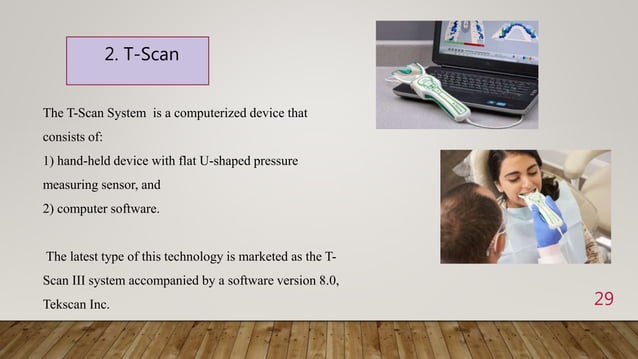 2. T-Scan
The T-Scan System is a computerized device that
consists of:
1) hand-held device with flat U-shaped pressure
measuring sensor, and
2) computer software.
The latest type of this technology is marketed as the T-
Scan III system accompanied by a software version 8.0,
Tekscan Inc.
29